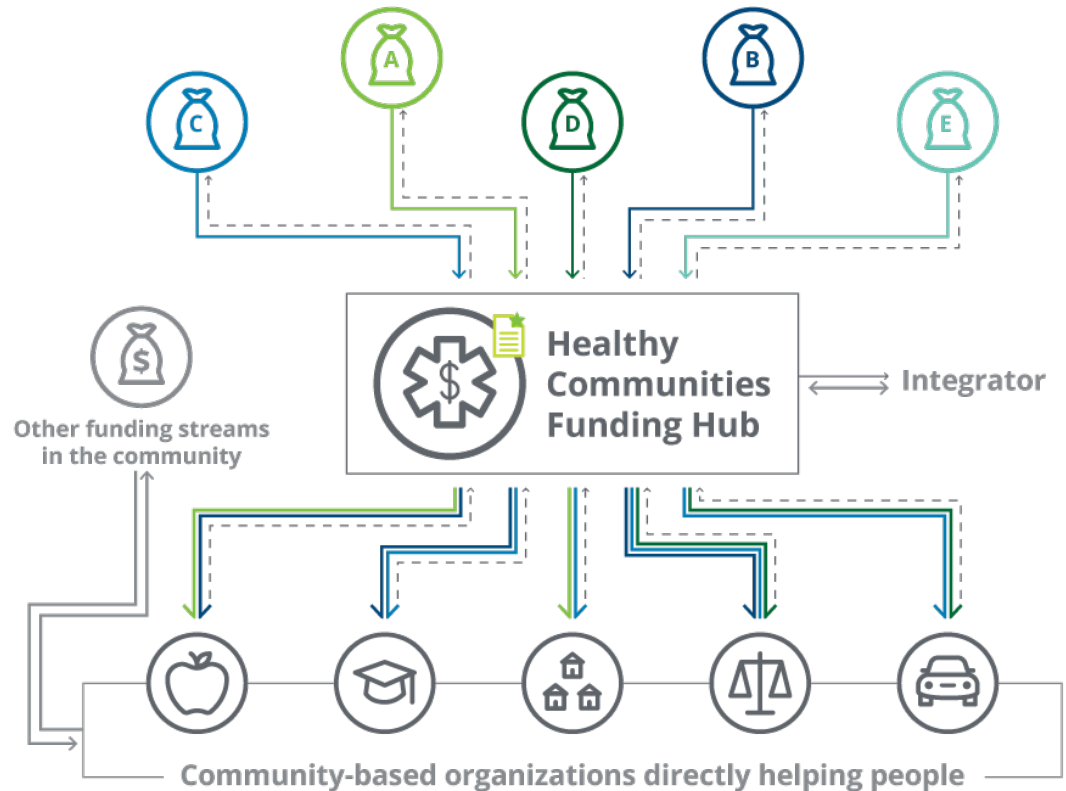 A
B
C
D
E
$
Healthy
Communities
Funding Hub
Integrator
$
Other funding streams
in the community
Community-based organizations directly helping people